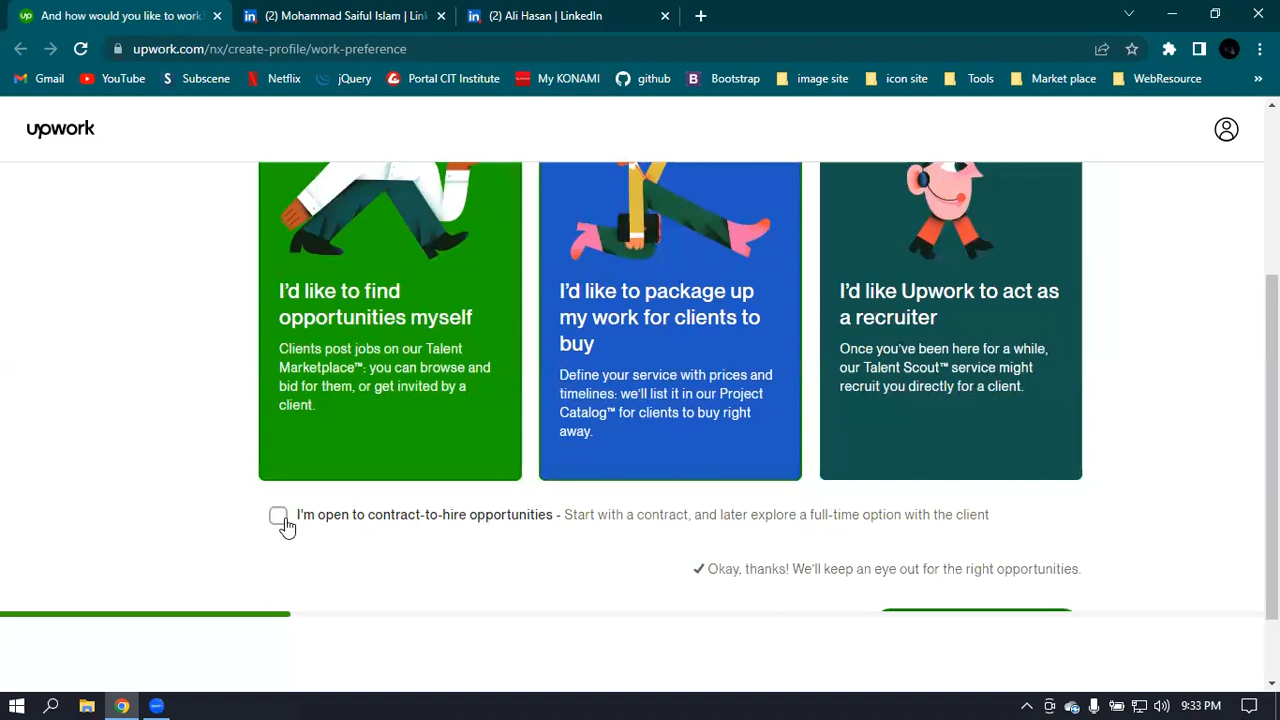 And how would you like to work
(2) Mohammad Saiful Islam | Link
(2) Ali Hasan | LinkedIn
upwork.com/nx/create-profile/work-preference
Gmail
YouTube
Subscene
Netflix
jQuery
Portal CIT Institute
My KONAMI
github
Bootstrap
image site
icon site
Tools
Market place
WebResource
upwork
I'd like to find
opportunities myself
Clients post jobs on our Talent
Marketplace™: you can browse and
bid for them, or get invited by a
client.
I'd like to package up
my work for clients to
buy
Define your service with prices and
timelines: we'll list it in our Project
Catalog™ for clients to buy right
away.
I'd like Upwork to act as
a recruiter
Once you've been here for a while,
our Talent Scout™ service might
recruit you directly for a client.
I'm open to contract-to-hire opportunities - Start with a contract, and later explore a full-time option with the client
✓ Okay, thanks! We'll keep an eye out for the right opportunities.
9:33 PM